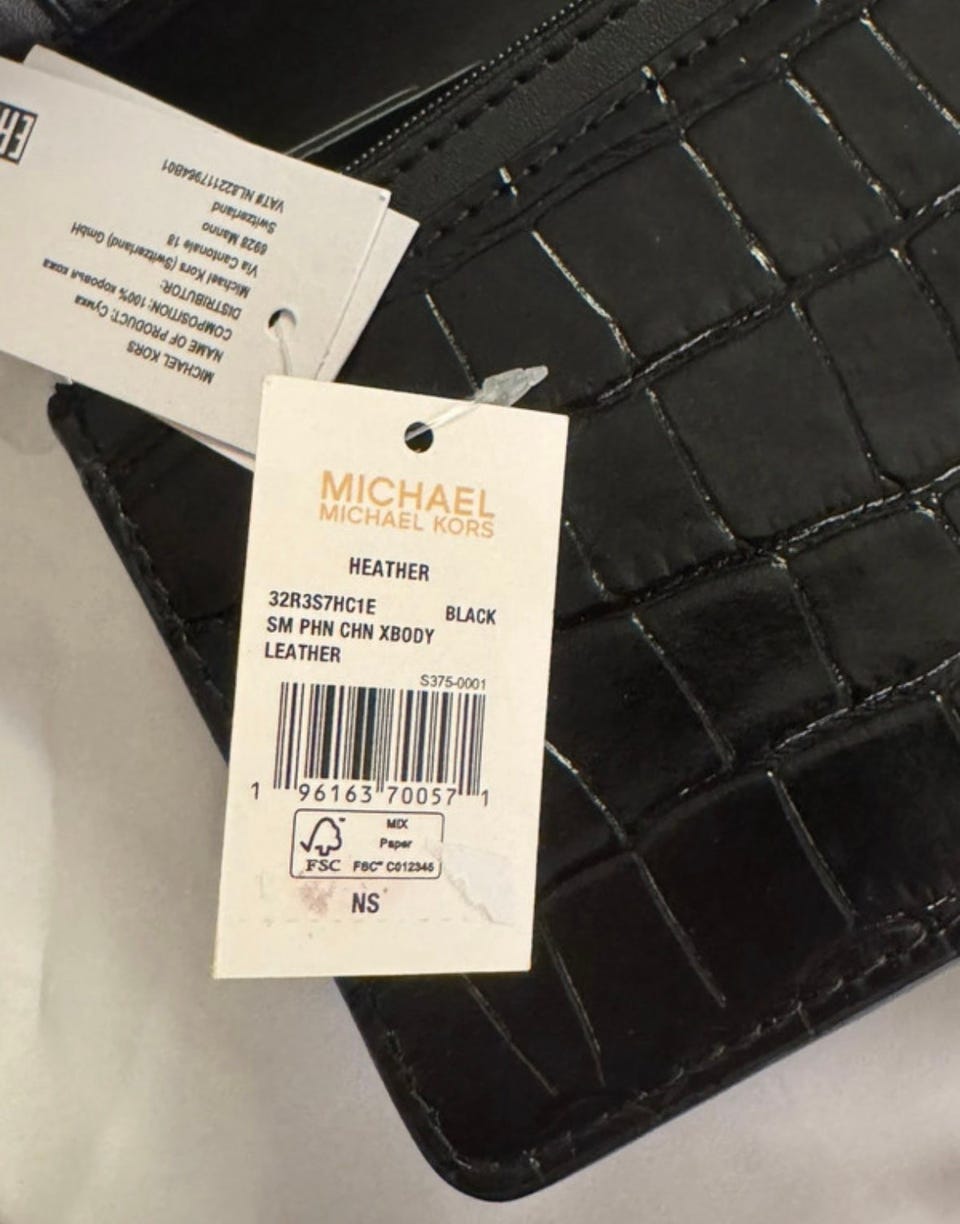 MICHAEL
MICHAEL KORS
HEATHER
32R3S7HC1E BLACK
SM PHN CHN XBODY
LEATHER
S375-0001
1 96163 70057 1
MIX
Paper
FSC FSC™ C012345
NS
MICHAEL KORS
NAME OF PRODUCT: Сумка
COMPOSITION: 100% коровья кожа
DISTRIBUTOR:
Michael Kors (Switzerland) GmbH
Via Cantonale 18
6928 Manno
Switzerland
VAT# NL822117964B01